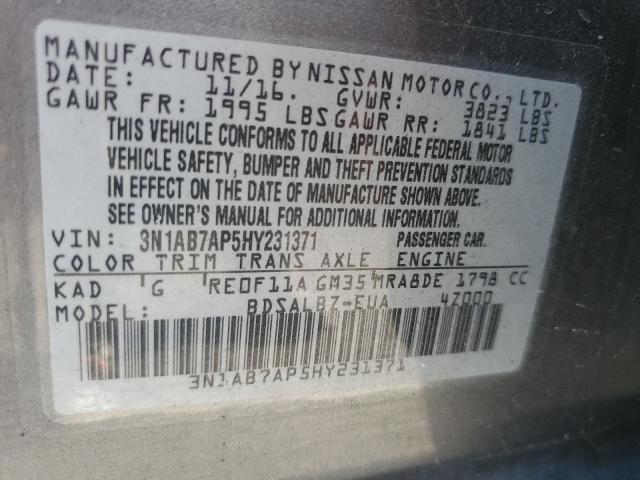 MANUFACTURED BY NISSAN MOTOR CO., LTD.
DATE: 11/16. GVWR: 3823 LBS
GAWR FR: 1995 LBS GAWR RR: 1841 LBS
THIS VEHICLE CONFORMS TO ALL APPLICABLE FEDERAL MOTOR
VEHICLE SAFETY, BUMPER AND THEFT PREVENTION STANDARDS
IN EFFECT ON THE DATE OF MANUFACTURE SHOWN ABOVE.
SEE OWNER'S MANUAL FOR ADDITIONAL INFORMATION.
VIN: 3N1AB7AP5HY231371 PASSENGER CAR
COLOR TRIM TRANS AXLE ENGINE
KAD G RE0F11A GM35 MRA8DE 1798 CC
MODEL: BDSALBZ-EUA 4Z000
3N1AB7AP5HY231371